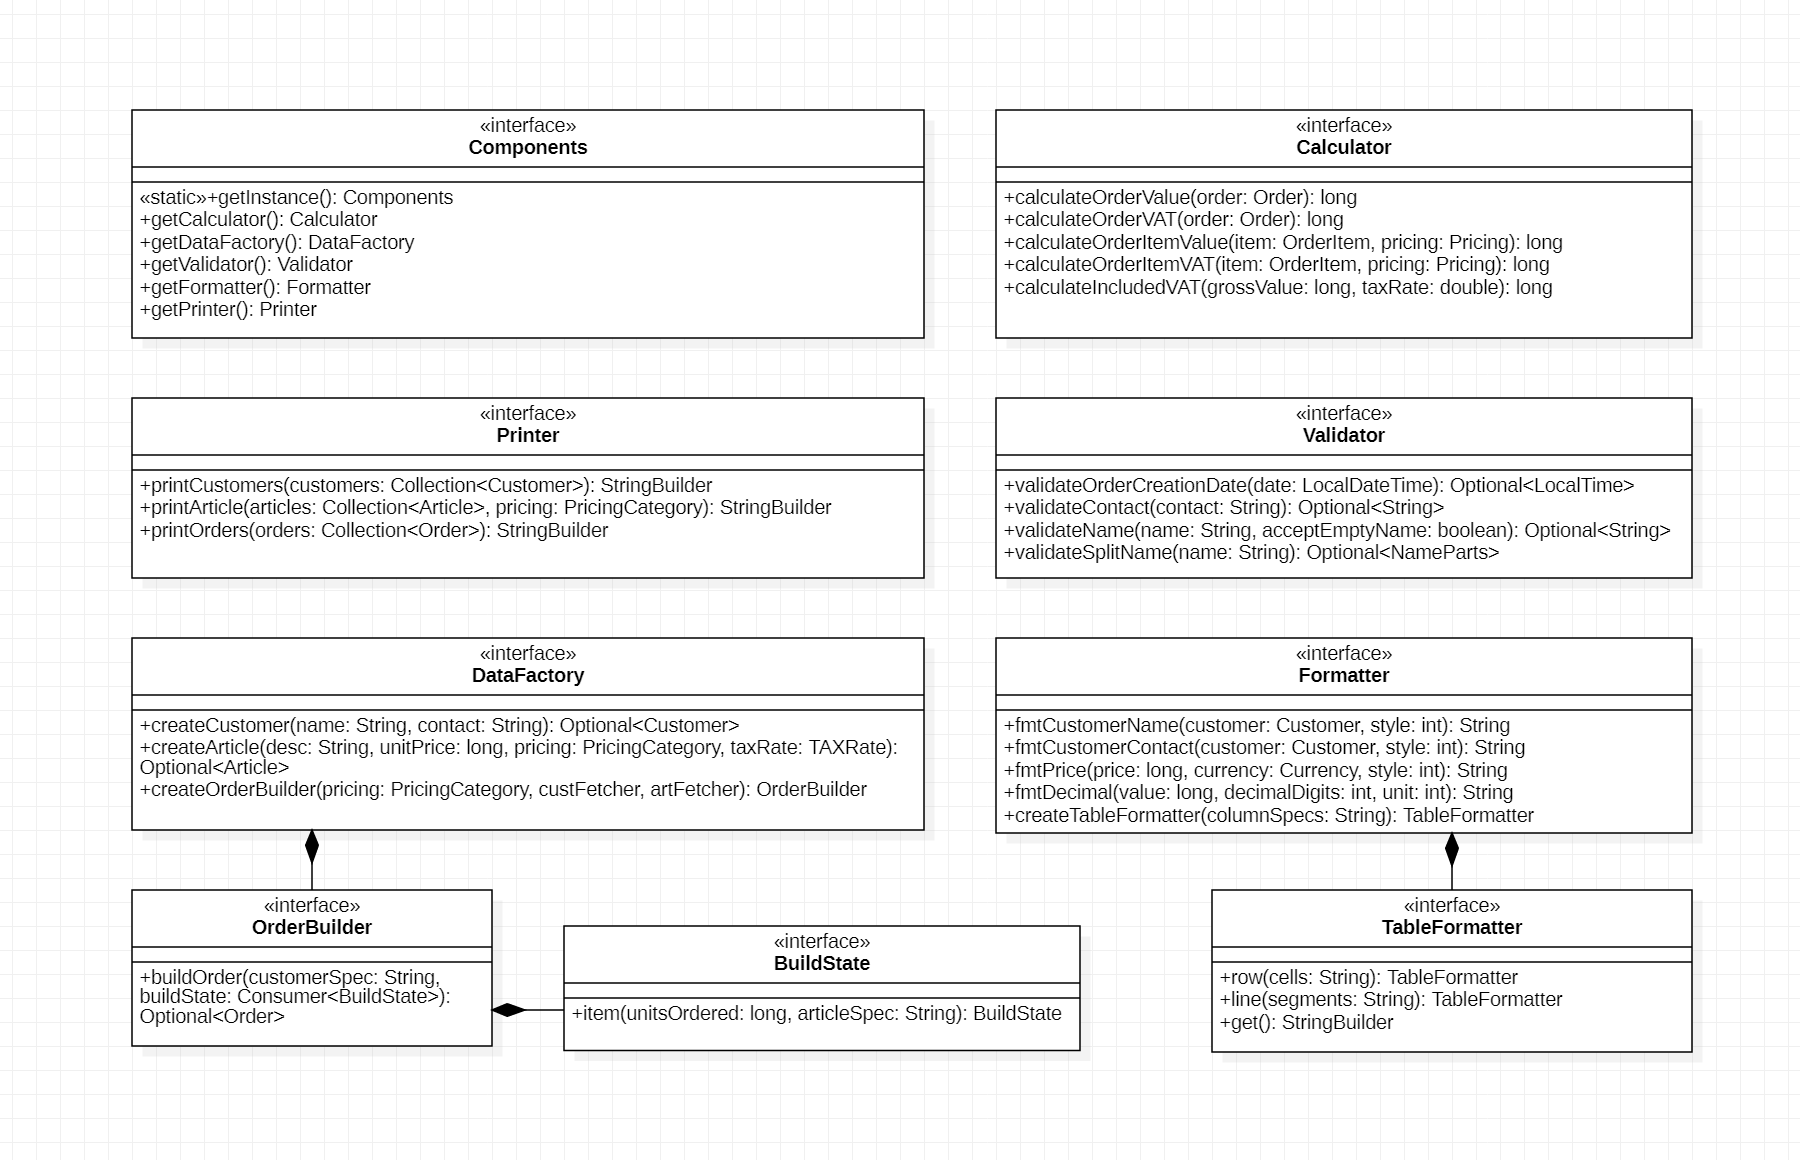 «interface»
Components
«static»+getInstance(): Components
+getCalculator(): Calculator
+getDataFactory(): DataFactory
+getValidator(): Validator
+getFormatter(): Formatter
+getPrinter(): Printer
«interface»
Calculator
+calculateOrderValue(order: Order): long
+calculateOrderVAT(order: Order): long
+calculateOrderItemValue(item: OrderItem, pricing: Pricing): long
+calculateOrderItemVAT(item: OrderItem, pricing: Pricing): long
+calculateIncludedVAT(grossValue: long, taxRate: double): long
«interface»
Printer
+printCustomers(customers: Collection<Customer>): StringBuilder
+printArticle(articles: Collection<Article>, pricing: PricingCategory): StringBuilder
+printOrders(orders: Collection<Order>): StringBuilder
«interface»
Validator
+validateOrderCreationDate(date: LocalDateTime): Optional<LocalTime>
+validateContact(contact: String): Optional<String>
+validateName(name: String, acceptEmptyName: boolean): Optional<String>
+validateSplitName(name: String): Optional<NameParts>
«interface»
DataFactory
+createCustomer(name: String, contact: String): Optional<Customer>
+createArticle(desc: String, unitPrice: long, pricing: PricingCategory, taxRate: TAXRate):
Optional<Article>
+createOrderBuilder(pricing: PricingCategory, custFetcher, artFetcher): OrderBuilder
«interface»
Formatter
+fmtCustomerName(customer: Customer, style: int): String
+fmtCustomerContact(customer: Customer, style: int): String
+fmtPrice(price: long, currency: Currency, style: int): String
+fmtDecimal(value: long, decimalDigits: int, unit: int): String
+createTableFormatter(columnSpecs: String): TableFormatter
«interface»
OrderBuilder
+buildOrder(customerSpec: String,
buildState: Consumer<BuildState>):
Optional<Order>
«interface»
BuildState
+item(unitsOrdered: long, articleSpec: String): BuildState
«interface»
TableFormatter
+row(cells: String): TableFormatter
+line(segments: String): TableFormatter
+get(): StringBuilder